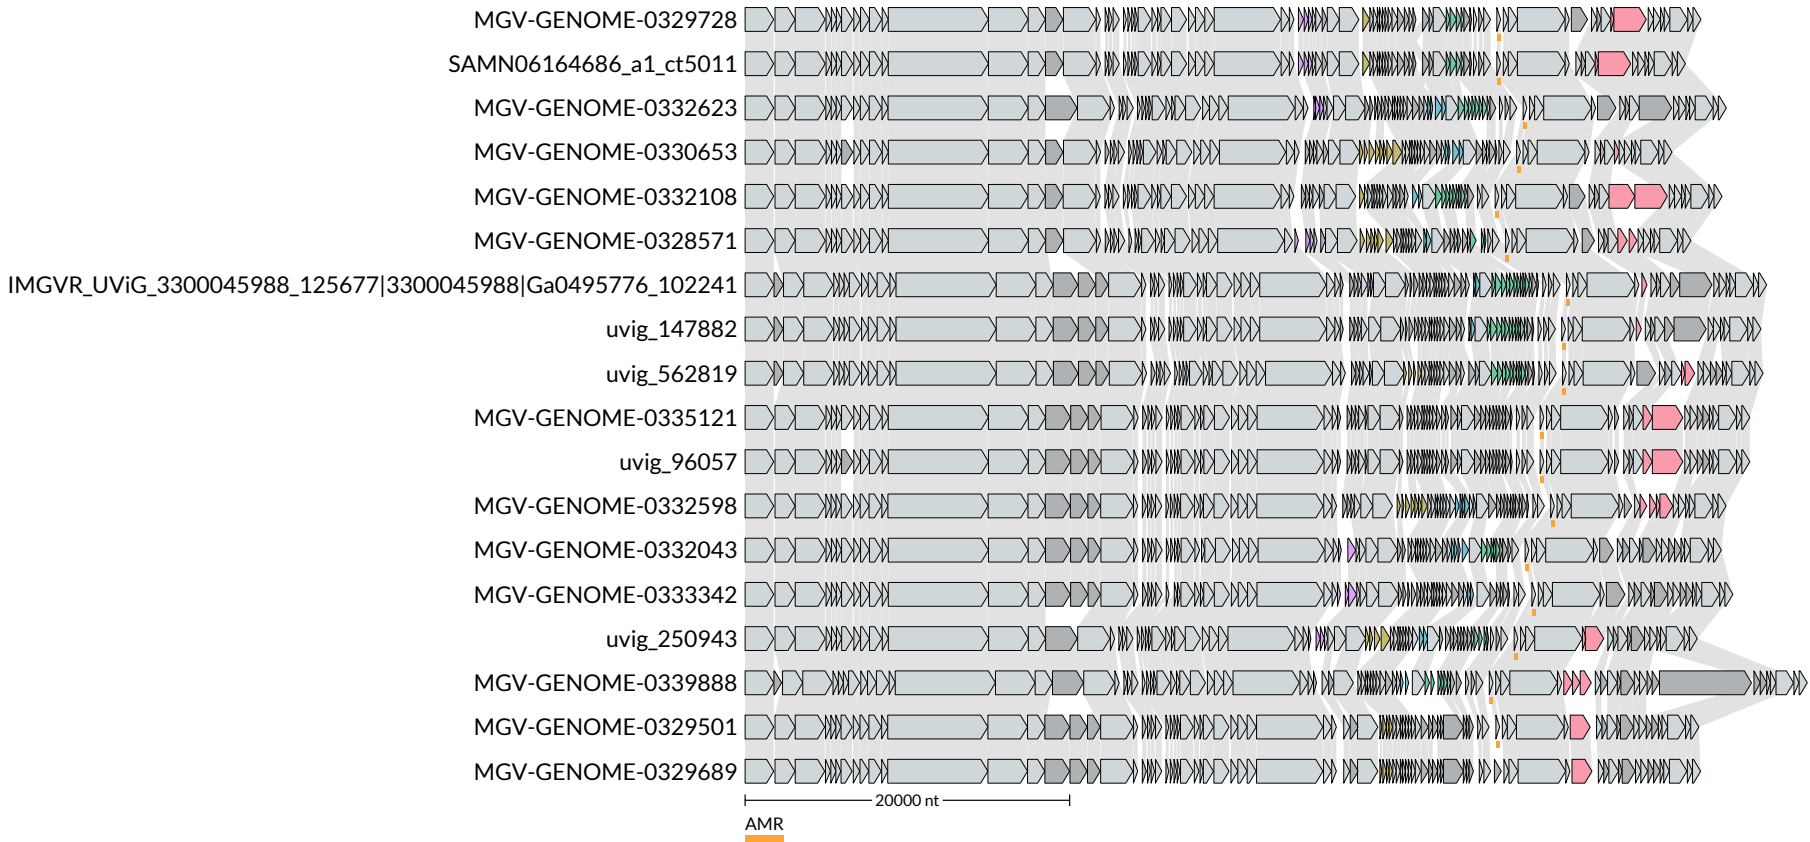 MGV-GENOME-0329728
SAMN06164686_a1_ct5011
MGV-GENOME-0332623
MGV-GENOME-0330653
MGV-GENOME-0332108
MGV-GENOME-0328571
IMGVR_UViG_3300045988_125677|3300045988|Ga0495776_102241
uvig_147882
uvig_562819
MGV-GENOME-0335121
uvig_96057
MGV-GENOME-0332598
MGV-GENOME-0332043
MGV-GENOME-0333342
uvig_250943
MGV-GENOME-0339888
MGV-GENOME-0329501
MGV-GENOME-0329689
20000 nt
AMR